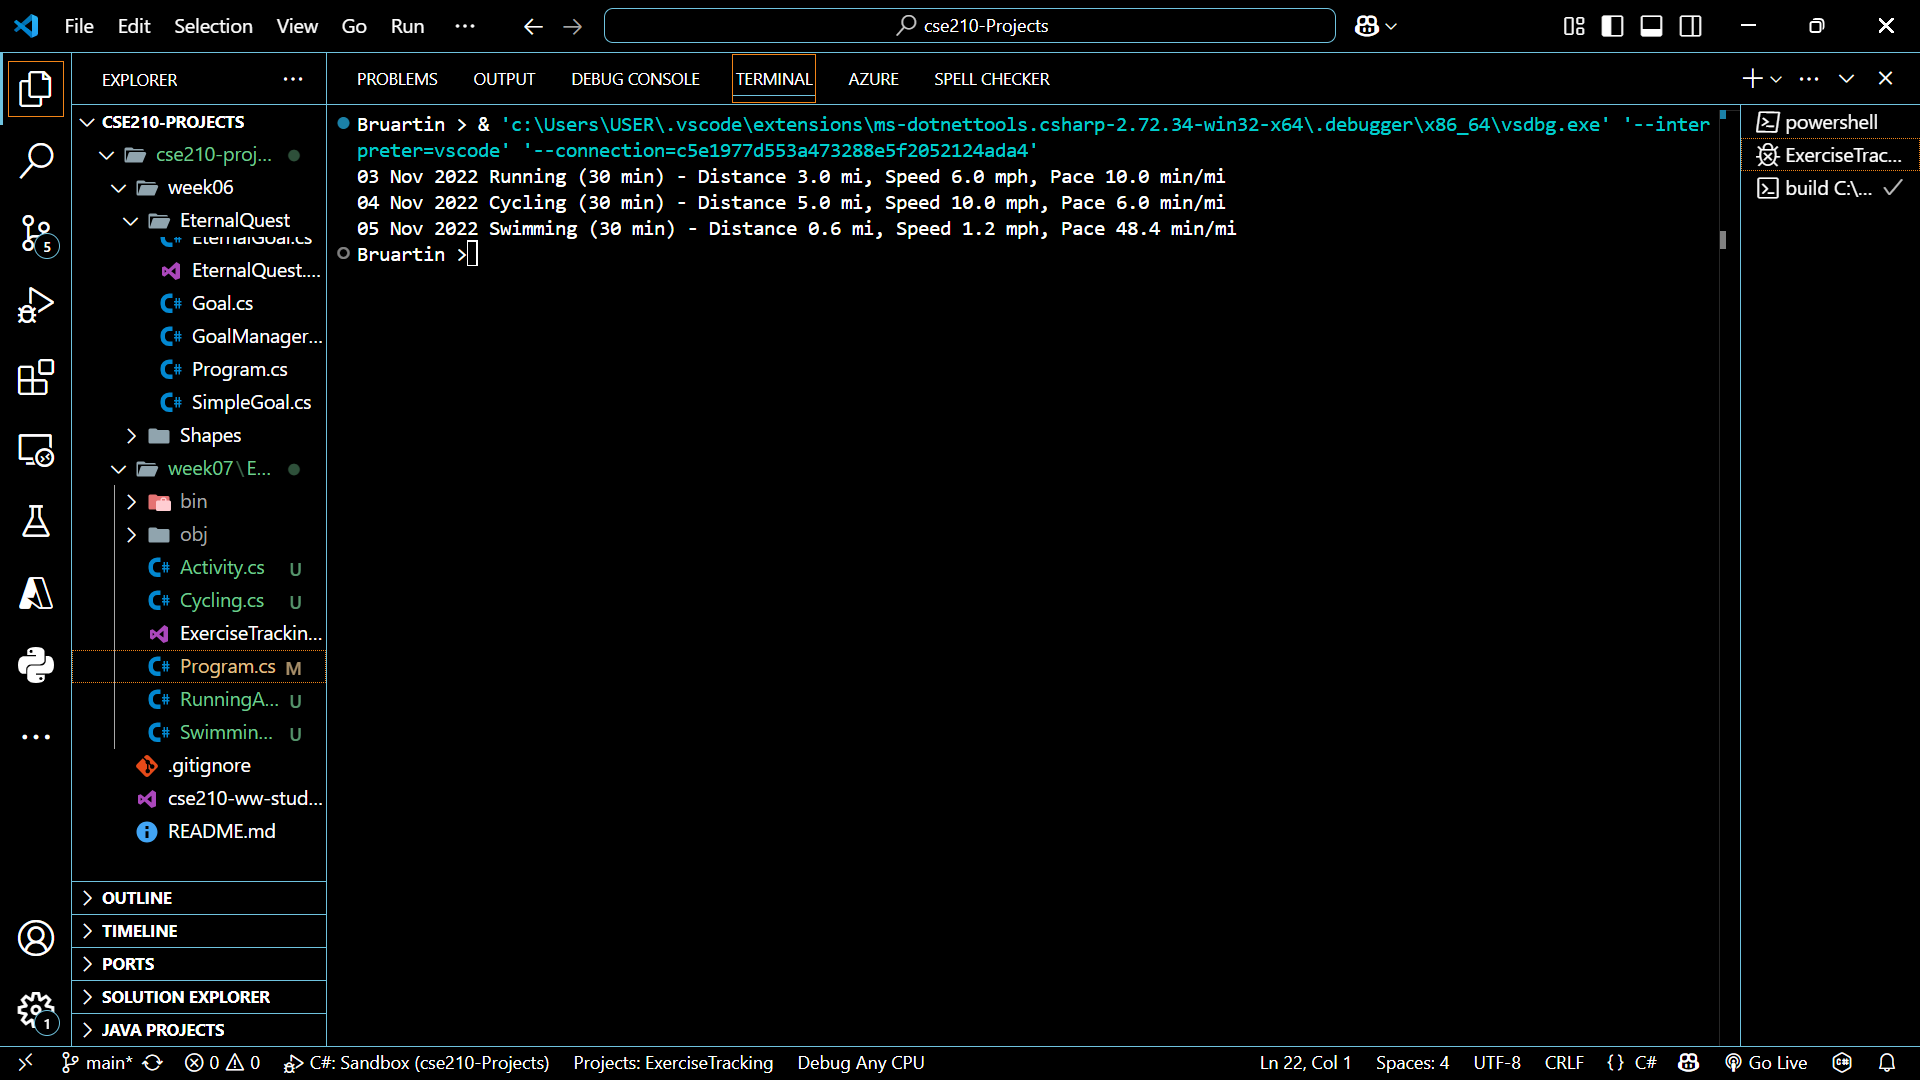 File Edit Selection View Go Run ··· cse210-Projects
EXPLORER ···
PROBLEMS OUTPUT DEBUG CONSOLE TERMINAL AZURE SPELL CHECKER
CSE210-PROJECTS
cse210-proj...
week06
EternalQuest
EternalGoal.cs
EternalQuest....
Goal.cs
GoalManager...
Program.cs
SimpleGoal.cs
Shapes
week07\E...
bin
obj
Activity.cs U
Cycling.cs U
ExerciseTrackin...
Program.cs M
RunningA... U
Swimmin... U
.gitignore
cse210-ww-stud...
README.md
OUTLINE
TIMELINE
PORTS
SOLUTION EXPLORER
JAVA PROJECTS
5
1
Bruartin > & 'c:\Users\USER\.vscode\extensions\ms-dotnettools.csharp-2.72.34-win32-x64\.debugger\x86_64\vsdbg.exe' '--inter
preter=vscode' '--connection=c5e1977d553a473288e5f2052124ada4'
03 Nov 2022 Running (30 min) - Distance 3.0 mi, Speed 6.0 mph, Pace 10.0 min/mi
04 Nov 2022 Cycling (30 min) - Distance 5.0 mi, Speed 10.0 mph, Pace 6.0 min/mi
05 Nov 2022 Swimming (30 min) - Distance 0.6 mi, Speed 1.2 mph, Pace 48.4 min/mi
Bruartin >
powershell
ExerciseTrac...
build C:\...
main* 0 0 C#: Sandbox (cse210-Projects) Projects: ExerciseTracking Debug Any CPU Ln 22, Col 1 Spaces: 4 UTF-8 CRLF {} C# Go Live